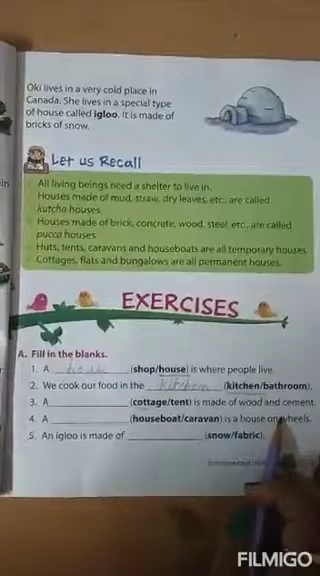 Oki lives in a very cold place in
Canada. She lives in a special type
of house called igloo. It is made of
bricks of snow.
Let us Recall
All living beings need a shelter to live in.
Houses made of mud, straw, dry leaves, etc., are called
kutcha houses.
Houses made of brick, concrete, wood, steel, etc., are called
pucca houses.
Huts, tents, caravans and houseboats are all temporary houses.
Cottages, flats and bungalows are all permanent houses.
EXERCISES
A. Fill in the blanks.
1. A house (shop/house) is where people live.
2. We cook our food in the kitchen (kitchen/bathroom).
3. A ____________ (cottage/tent) is made of wood and cement.
4. A ____________ (houseboat/caravan) is a house on wheels.
5. An igloo is made of ____________ (snow/fabric).
FILMIGO